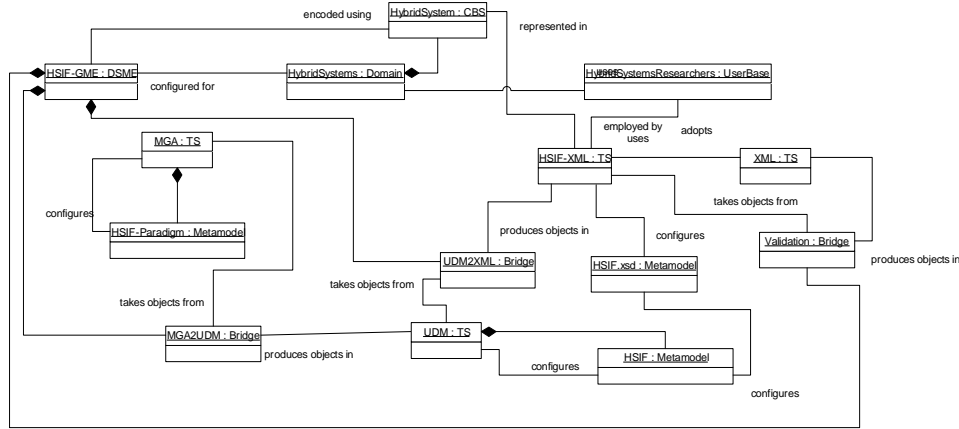 HybridSystem : CBS
encoded using
represented in
HSIF-GME : DSME
HybridSystems : Domain
uses
HybridSystemsResearchers : UserBase
configured for
employed by
uses
adopts
MGA : TS
HSIF-XML : TS
XML : TS
takes objects from
configures
HSIF-Paradigm : Metamodel
produces objects in
configures
Validation : Bridge
UDM2XML : Bridge
HSIF.xsd : Metamodel
produces objects in
takes objects from
takes objects from
MGA2UDM : Bridge
UDM : TS
produces objects in
HSIF : Metamodel
configures
configures